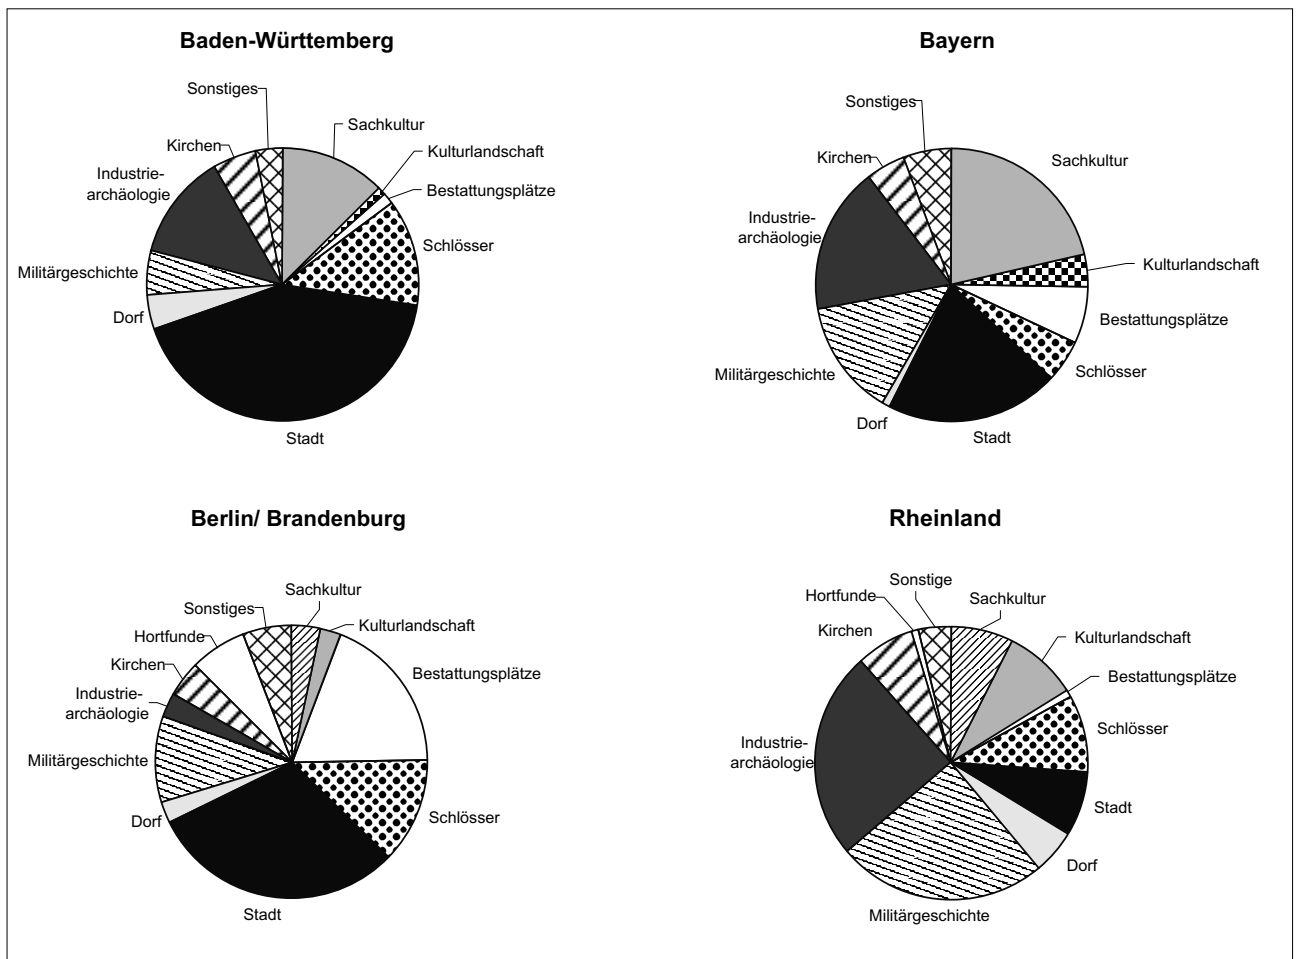 Baden-Württemberg
Sonstiges
Sachkultur
Kirchen
Kulturlandschaft
Industrie-
archäologie
Bestattungsplätze
Schlösser
Militärgeschichte
Dorf
Stadt
Bayern
Sonstiges
Kirchen
Sachkultur
Industrie-
archäologie
Kulturlandschaft
Bestattungsplätze
Militärgeschichte
Schlösser
Dorf
Stadt
Berlin/ Brandenburg
Sachkultur
Sonstiges
Kulturlandschaft
Hortfunde
Kirchen
Bestattungsplätze
Industrie-
archäologie
Militärgeschichte
Schlösser
Dorf
Stadt
Rheinland
Sonstige
Hortfunde
Sachkultur
Kirchen
Kulturlandschaft
Bestattungsplätze
Schlösser
Industrie-
archäologie
Stadt
Dorf
Militärgeschichte